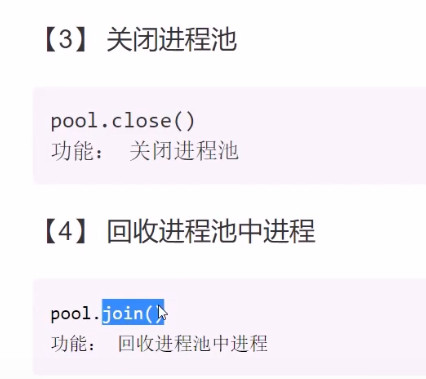 【3】 关闭进程池
pool.close()
功能： 关闭进程池
【4】 回收进程池中进程
pool.join()
功能： 回收进程池中进程